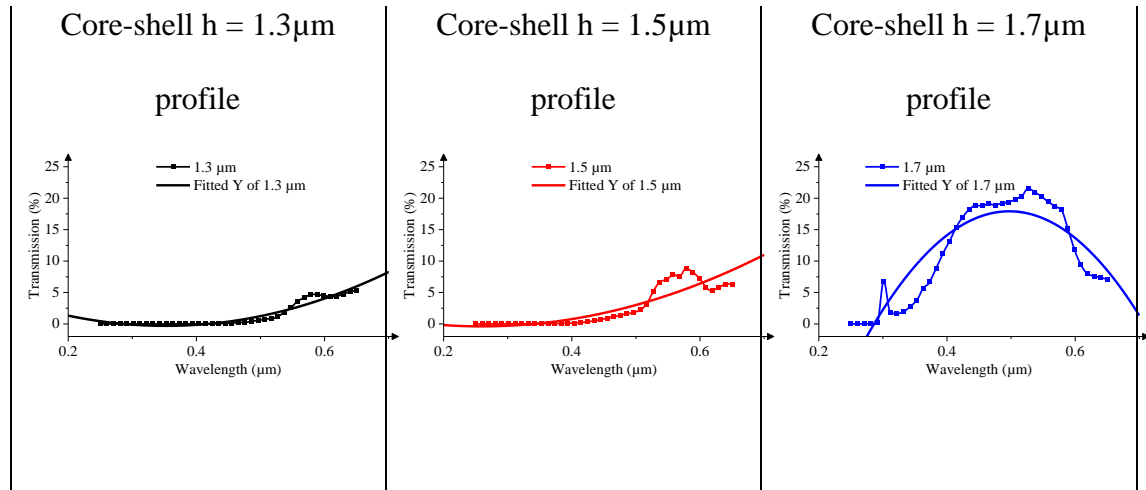 Core-shell h = 1.3µm
profile
1.3 µm
Fitted Y of 1.3 µm
25
20
15
10
5
0
Transmission (%)
0.2
0.4
0.6
Wavelength (µm)
Core-shell h = 1.5µm
profile
1.5 µm
Fitted Y of 1.5 µm
25
20
15
10
5
0
Transmission (%)
0.2
0.4
0.6
Wavelength (µm)
Core-shell h = 1.7µm
profile
1.7 µm
Fitted Y of 1.7 µm
25
20
15
10
5
0
Transmission (%)
0.2
0.4
0.6
Wavelength (µm)